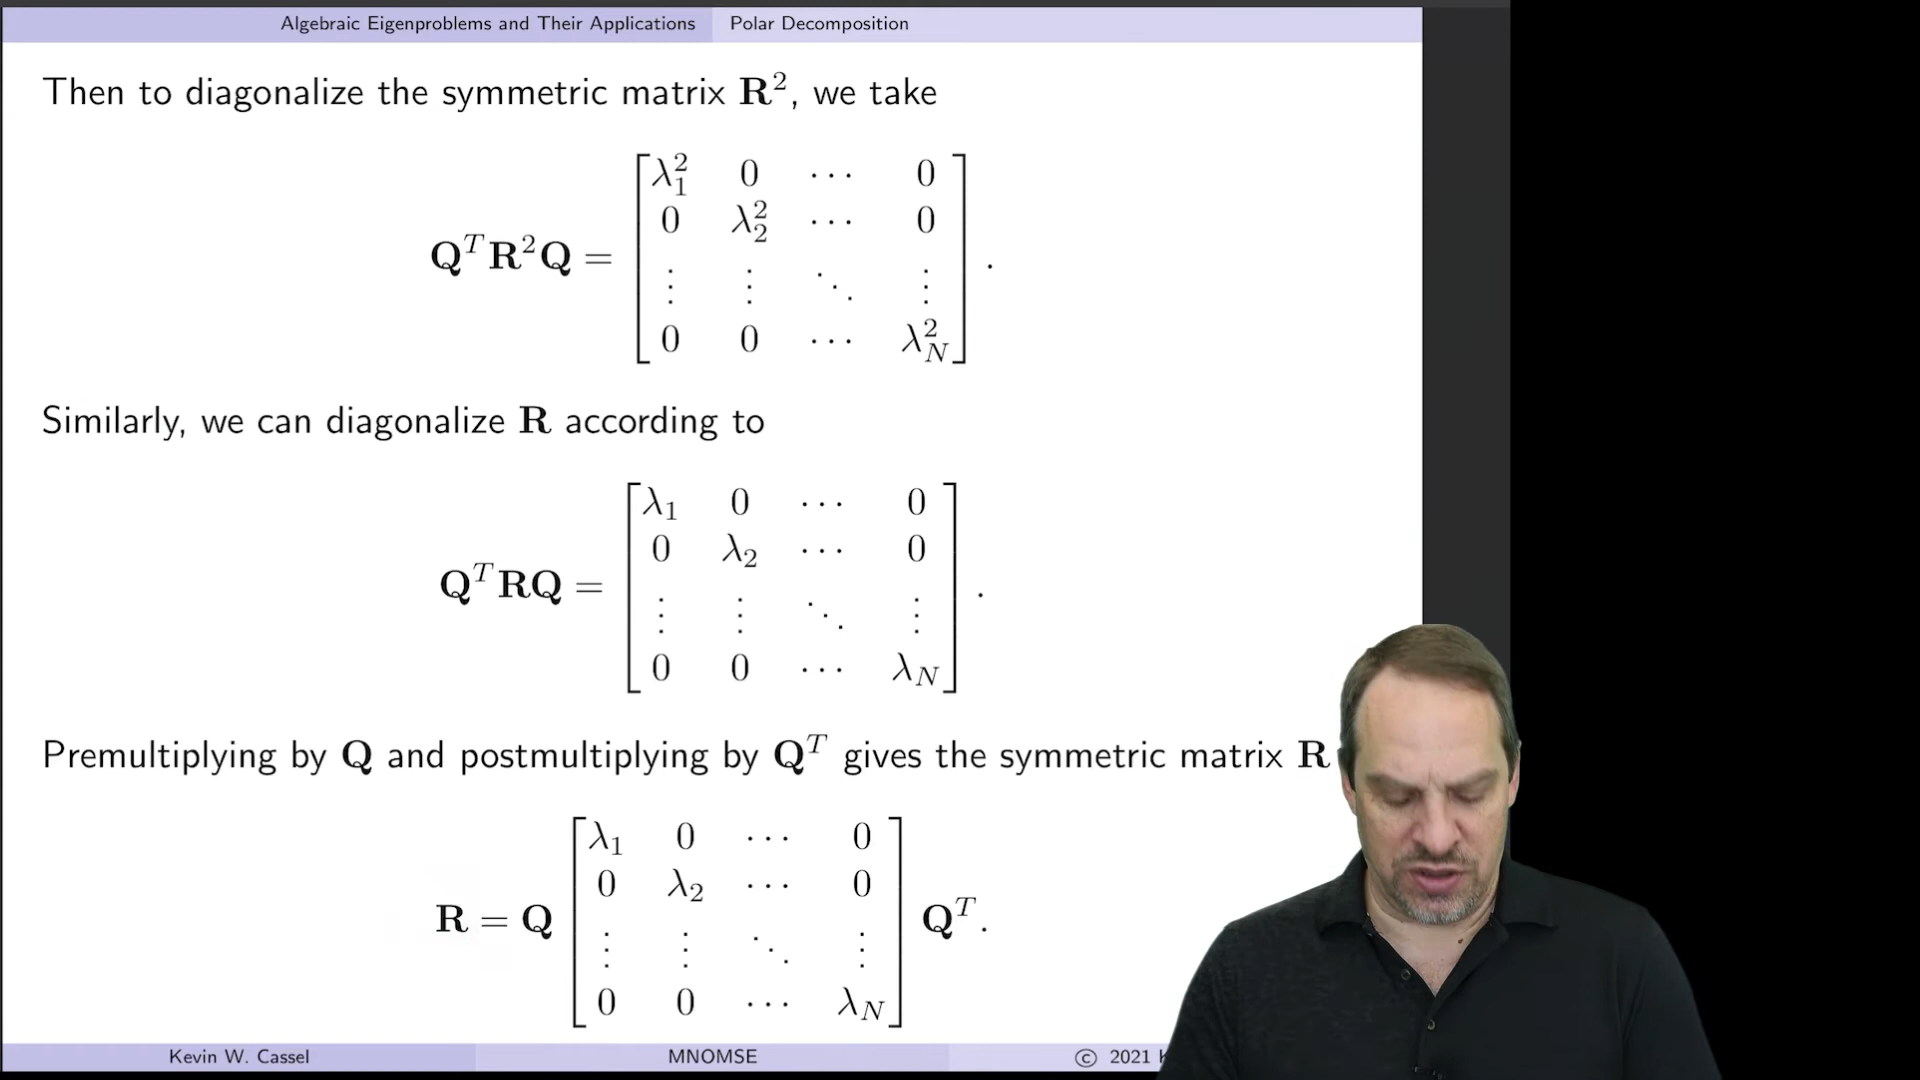 Algebraic Eigenproblems and Their Applications Polar Decomposition
Then to diagonalize the symmetric matrix R², we take
QᵀR²Q = [λ₁² 0 ⋯ 0
0 λ₂² ⋯ 0
⋮ ⋮ ⋱ ⋮
0 0 ⋯ λ_N²].
Similarly, we can diagonalize R according to
QᵀRQ = [λ₁ 0 ⋯ 0
0 λ₂ ⋯ 0
⋮ ⋮ ⋱ ⋮
0 0 ⋯ λ_N].
Premultiplying by Q and postmultiplying by Qᵀ gives the symmetric matrix R
R = Q [λ₁ 0 ⋯ 0
0 λ₂ ⋯ 0
⋮ ⋮ ⋱ ⋮
0 0 ⋯ λ_N] Qᵀ.
Kevin W. Cassel MNOMSE © 2021